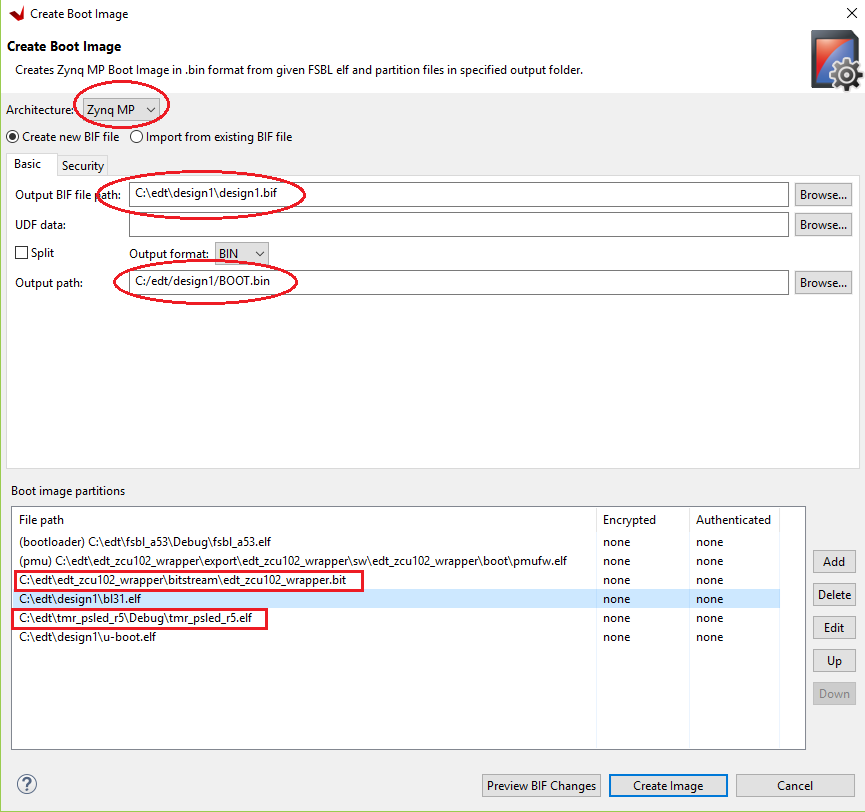 Create Boot Image
Create Boot Image
Creates Zynq MP Boot Image in .bin format from given FSBL elf and partition files in specified output folder.
Architecture: Zynq MP
Create new BIF file Import from existing BIF file
Basic Security
Output BIF file path: C:\edt\design1\design1.bif Browse...
UDF data: Browse...
Split Output format: BIN
Output path: C:/edt/design1/BOOT.bin Browse...
Boot image partitions
File path Encrypted Authenticated
(bootloader) C:\edt\fsbl_a53\Debug\fsbl_a53.elf none none
(pmu) C:\edt\edt_zcu102_wrapper\export\edt_zcu102_wrapper\sw\edt_zcu102_wrapper\boot\pmufw.elf none none Add
C:\edt\edt_zcu102_wrapper\bitstream\edt_zcu102_wrapper.bit none none
C:\edt\design1\bl31.elf none none Delete
C:\edt\tmr_psled_r5\Debug\tmr_psled_r5.elf none none Edit
C:\edt\design1\u-boot.elf none none
Up
Down
? Preview BIF Changes Create Image Cancel